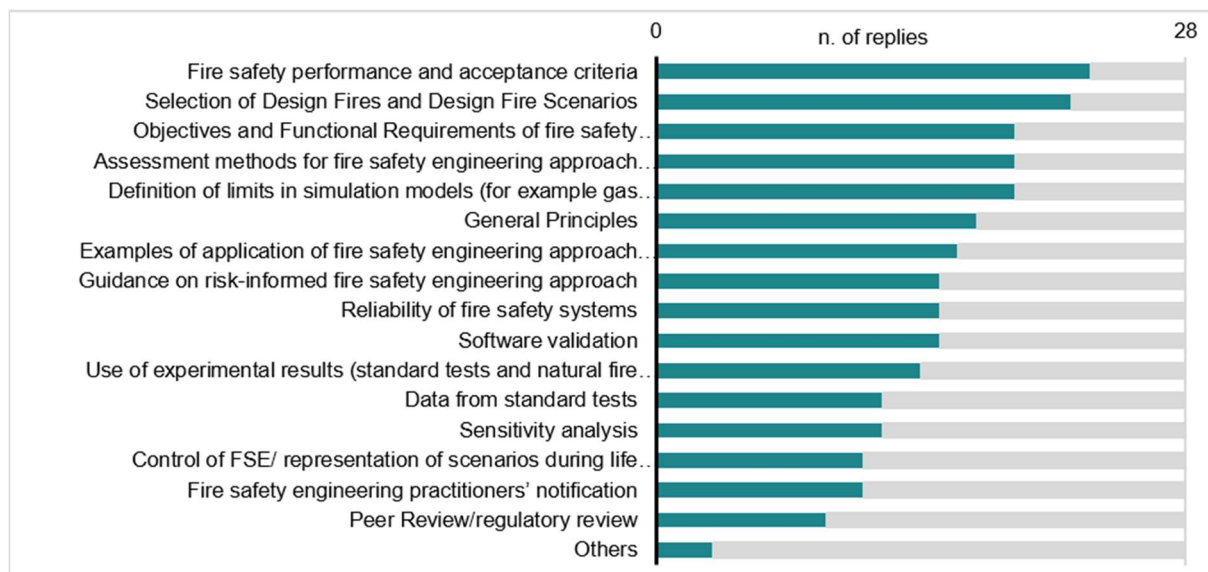 0 28
n. of replies
Fire safety performance and acceptance criteria
Selection of Design Fires and Design Fire Scenarios
Objectives and Functional Requirements of fire safety…
Assessment methods for fire safety engineering approach…
Definition of limits in simulation models (for example gas…
General Principles
Examples of application of fire safety engineering approach…
Guidance on risk-informed fire safety engineering approach
Reliability of fire safety systems
Software validation
Use of experimental results (standard tests and natural fire…
Data from standard tests
Sensitivity analysis
Control of FSE/ representation of scenarios during life…
Fire safety engineering practitioners’ notification
Peer Review/regulatory review
Others